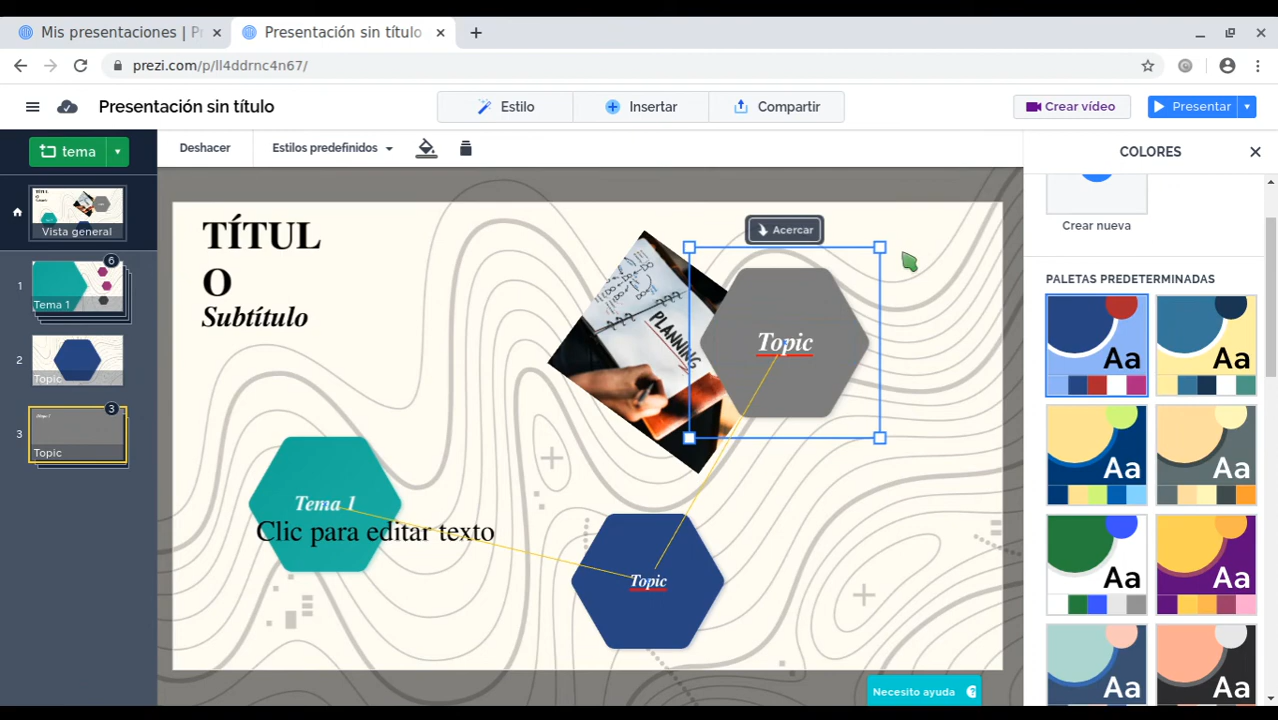 Mis presentaciones | P
Presentación sin título
prezi.com/p/ll4ddrnc4n67/
Presentación sin título
Estilo
Insertar
Compartir
Crear vídeo
Presentar
tema
Deshacer
Estilos predefinidos
COLORES
Vista general
6
1
Tema 1
2
Topic
3
3
Topic
TÍTUL
O
Subtítulo
Acercar
PLANNING
Topic
Tema 1
Clic para editar texto
Topic
Crear nueva
PALETAS PREDETERMINADAS
Aa
Aa
Aa
Aa
Aa
Aa
Aa
Aa
Necesito ayuda ?